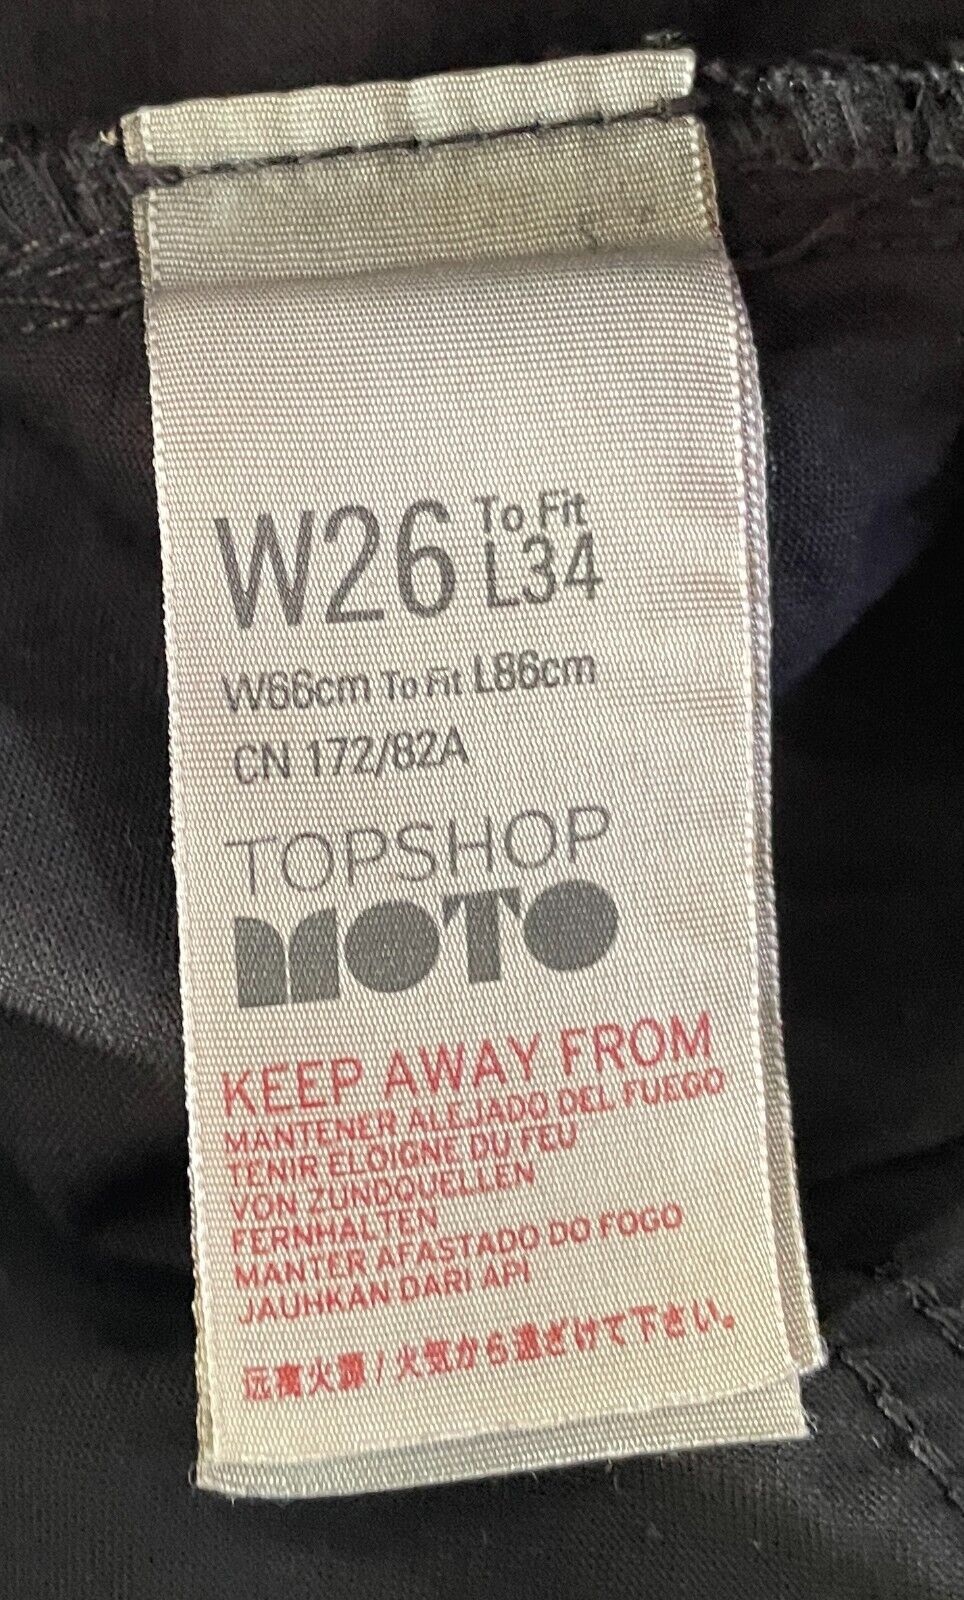 W26 To Fit L34
W66cm To Fit L86cm
CN 172/82A
TOPSHOP
MOTO
KEEP AWAY FROM
MANTENER ALEJADO DEL FUEGO
TENIR ELOIGNE DU FEU
VON ZUNDQUELLEN
FERNHALTEN
MANTER AFASTADO DO FOGO
JAUHKAN DARI API
远离火源/火気から遠ざけて下さい。